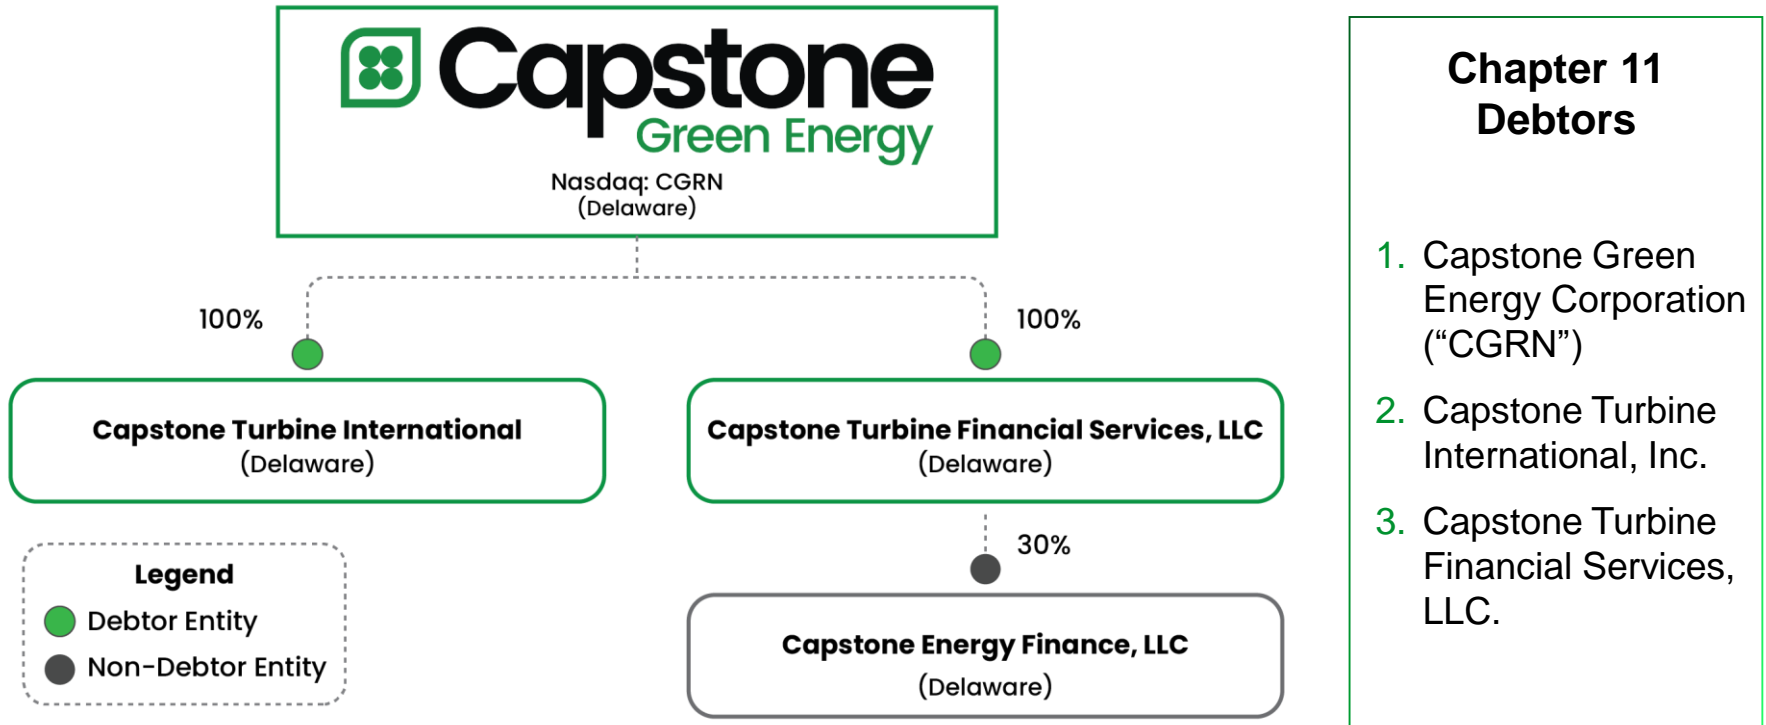 Capstone
Green Energy
Nasdaq: CGRN
(Delaware)
100%
100%
Capstone Turbine International
(Delaware)
Capstone Turbine Financial Services, LLC
(Delaware)
30%
Legend
Debtor Entity
Non-Debtor Entity
Capstone Energy Finance, LLC
(Delaware)
Chapter 11
Debtors
1. Capstone Green
Energy Corporation
(“CGRN”)
2. Capstone Turbine
International, Inc.
3. Capstone Turbine
Financial Services,
LLC.